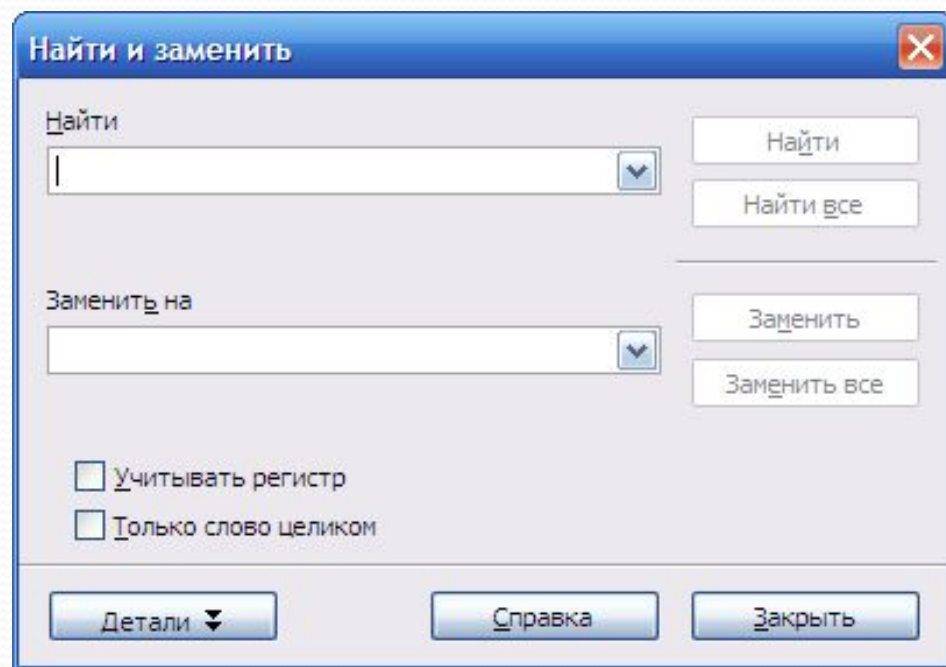 Найти и заменить
Найти
Найти
Найти все
Заменить на
Заменить
Заменить все
Учитывать регистр
Только слово целиком
Детали
Справка
Закрыть